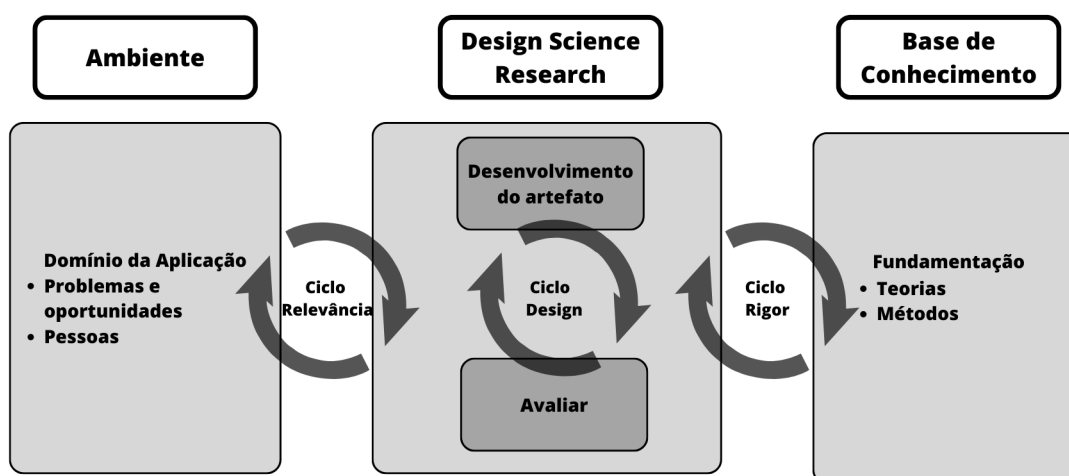 Ambiente
Design Science
Research
Base de
Conhecimento
Domínio da Aplicação
• Problemas e
oportunidades
• Pessoas
Ciclo
Relevância
Desenvolvimento
do artefato
Ciclo
Design
Avaliar
Ciclo
Rigor
Fundamentação
• Teorias
• Métodos